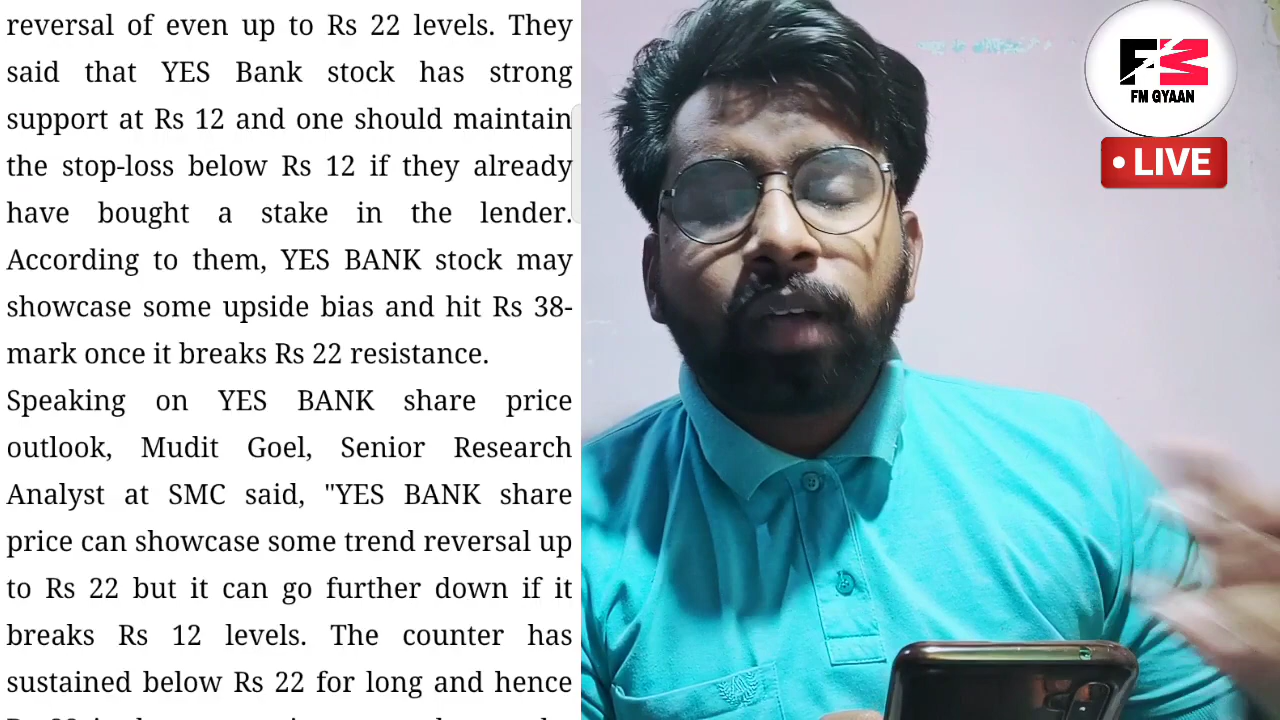 reversal of even up to Rs 22 levels. They
said that YES Bank stock has strong
support at Rs 12 and one should maintain
the stop-loss below Rs 12 if they already
have bought a stake in the lender.
According to them, YES BANK stock may
showcase some upside bias and hit Rs 38-
mark once it breaks Rs 22 resistance.
Speaking on YES BANK share price
outlook, Mudit Goel, Senior Research
Analyst at SMC said, "YES BANK share
price can showcase some trend reversal up
to Rs 22 but it can go further down if it
breaks Rs 12 levels. The counter has
sustained below Rs 22 for long and hence
FM GYAAN
LIVE